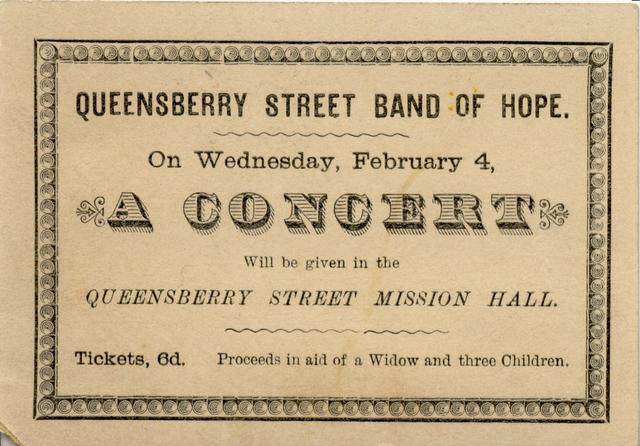 QUEENSBERRY STREET BAND OF HOPE.
On Wednesday, February 4,
A CONCERT
Will be given in the
QUEENSBERRY STREET MISSION HALL.
Tickets, 6d. Proceeds in aid of a Widow and three Children.